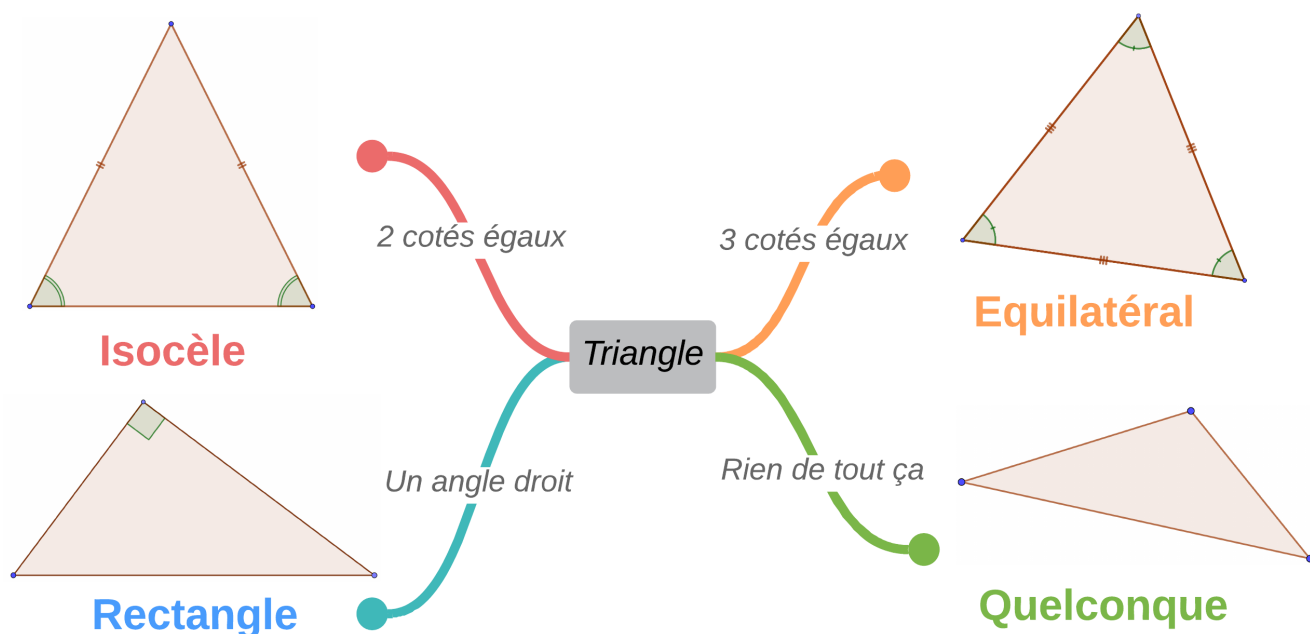 2 cotés égaux
3 cotés égaux
Equilatéral
Isocèle
Triangle
Un angle droit
Rien de tout ça
Rectangle
Quelconque